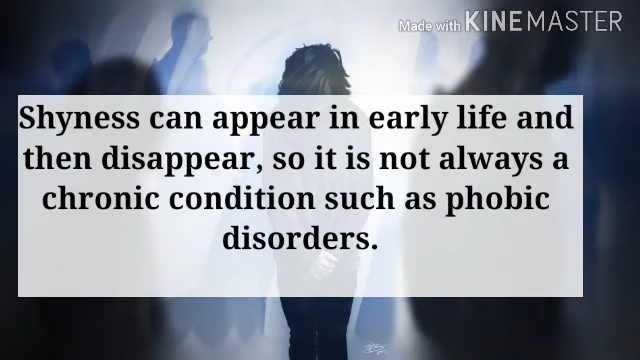 Made with KINEMASTER
Shyness can appear in early life and
then disappear, so it is not always a
chronic condition such as phobic
disorders.